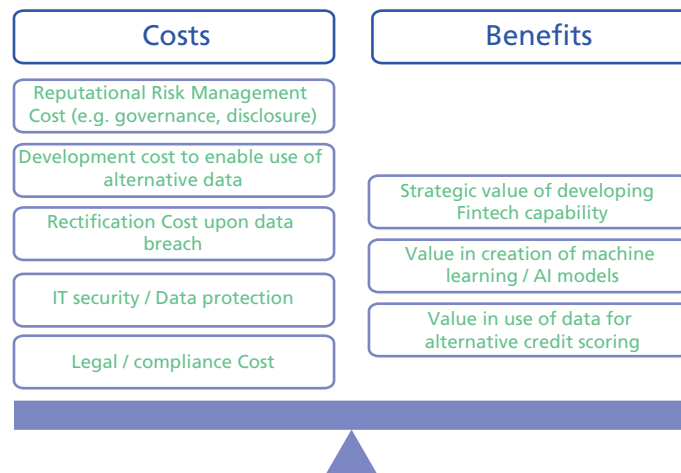 Costs
Reputational Risk Management
Cost (e.g. governance, disclosure)
Development cost to enable use of
alternative data
Rectification Cost upon data
breach
IT security / Data protection
Legal / compliance Cost
Benefits
Strategic value of developing
Fintech capability
Value in creation of machine
learning / AI models
Value in use of data for
alternative credit scoring